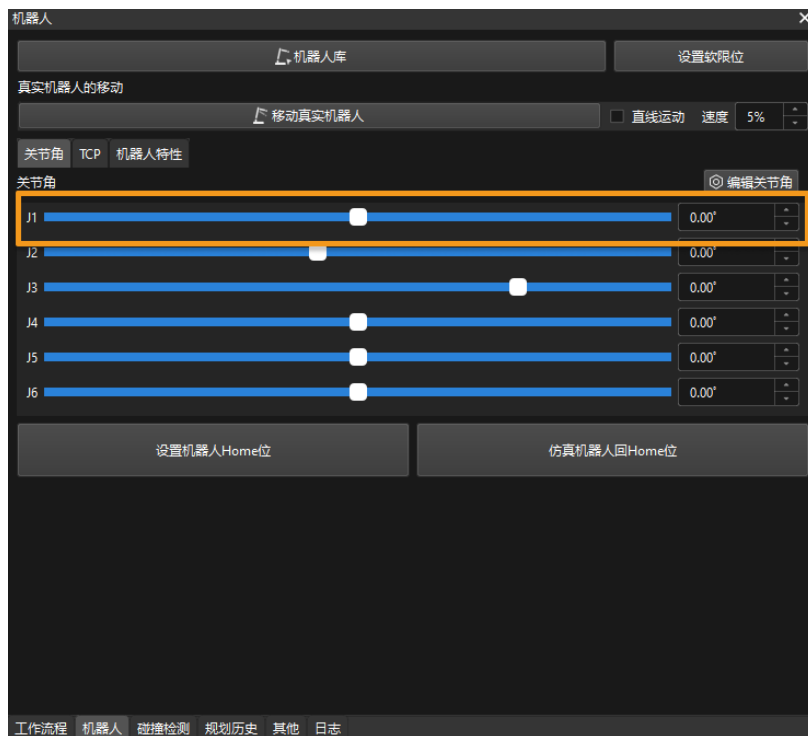 机器人
机器人库 设置软限位
真实机器人的移动
移动真实机器人 直线运动 速度 5%
关节角 TCP 机器人特性
关节角 编辑关节角
J1 0.00°
J2 0.00°
J3 0.00°
J4 0.00°
J5 0.00°
J6 0.00°
设置机器人Home位 仿真机器人回Home位
工作流程 机器人 碰撞检测 规划历史 其他 日志